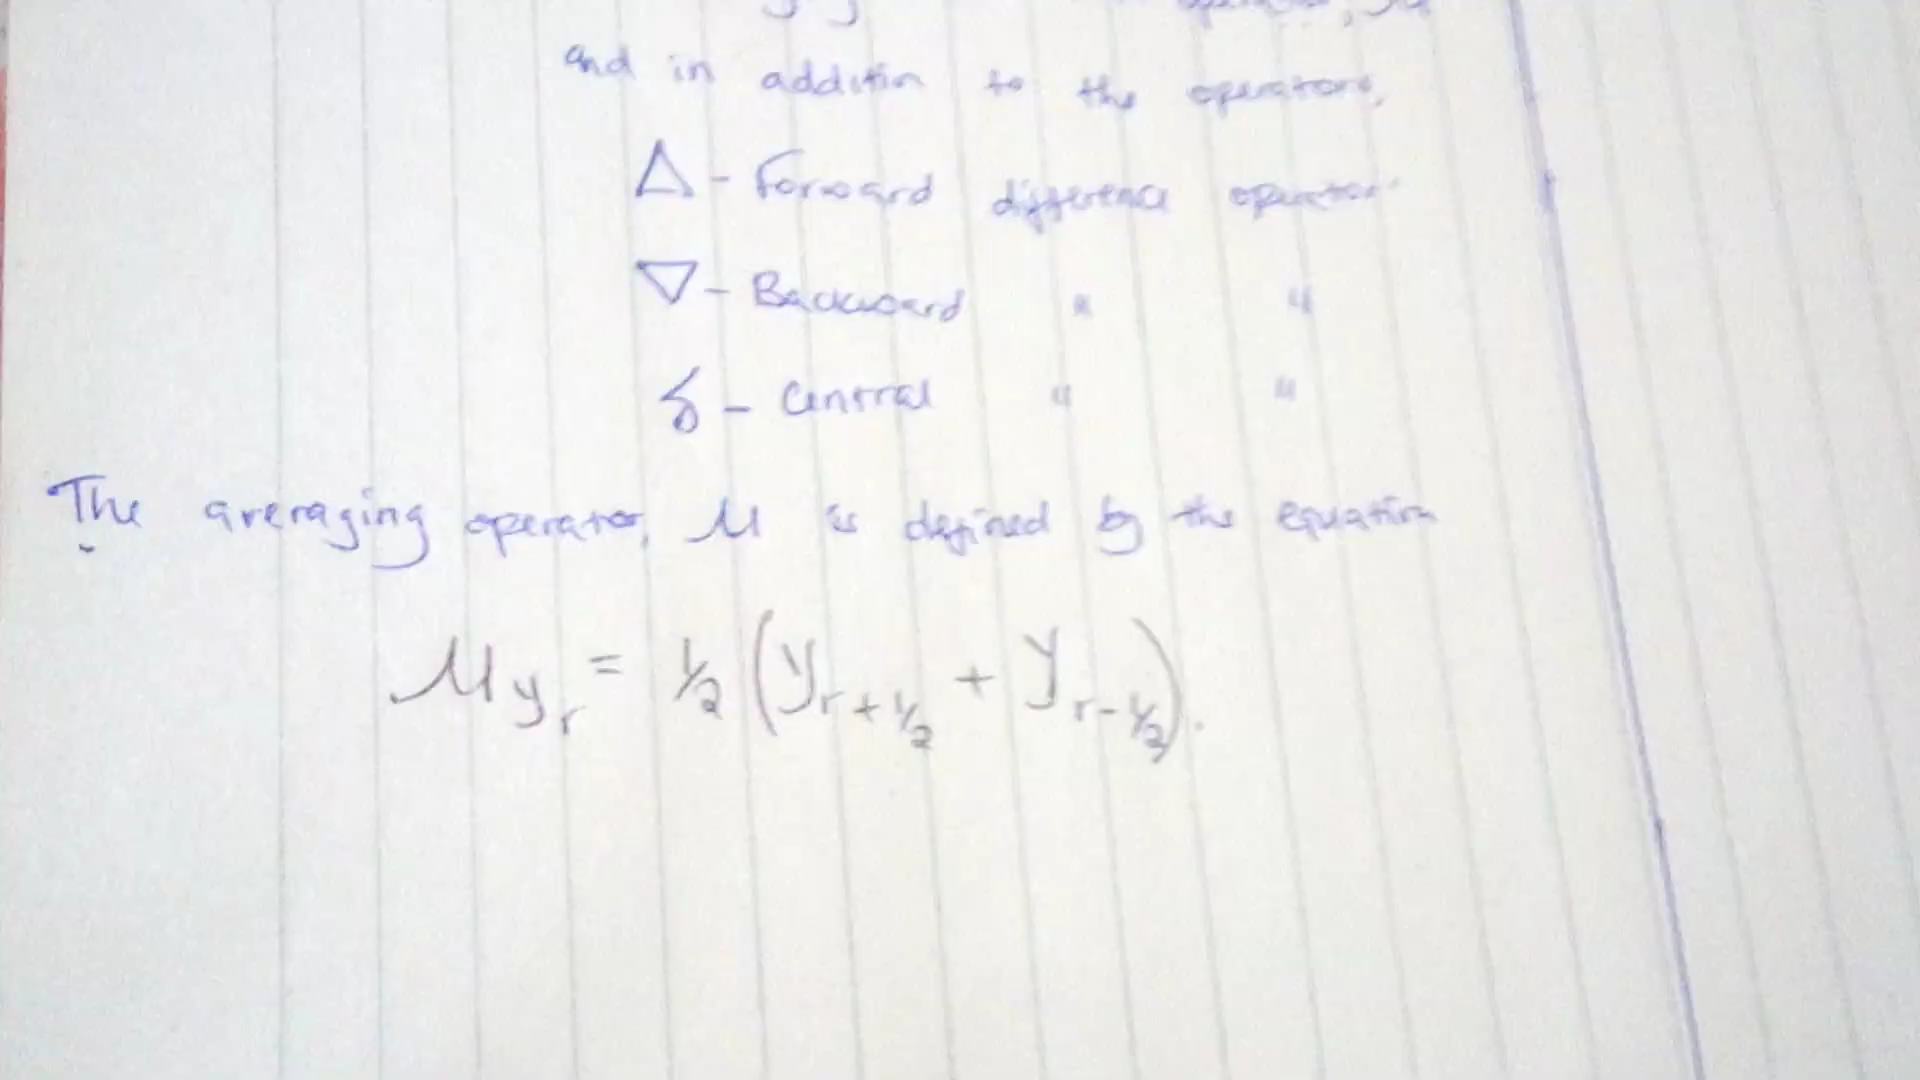 and in addition to the operators,
Δ - Forward difference operator
∇ - Backward " "
δ - Central " "
The averaging operator, μ is defined by the equation
μy_r = 1/2 (y_{r+1/2} + y_{r-1/2}).